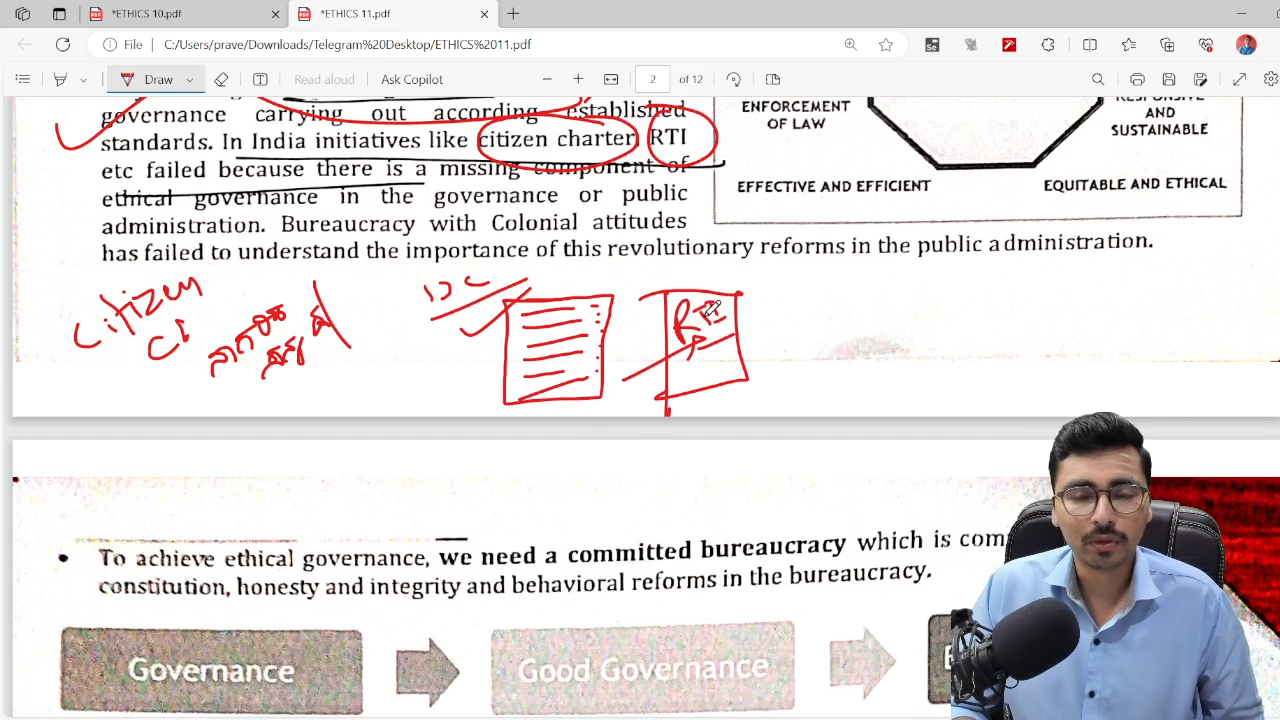 *ETHICS 10.pdf
*ETHICS 11.pdf
File
C:/Users/prave/Downloads/Telegram%20Desktop/ETHICS%2011.pdf
Draw
Read aloud
Ask Copilot
2
of 12
governance carrying out according established
standards. In India initiatives like citizen charter, RTI
etc failed because there is a missing component of
ethical governance in the governance or public
administration. Bureaucracy with Colonial attitudes
has failed to understand the importance of this revolutionary reforms in the public administration.
ENFORCEMENT
OF LAW
RESPONSIVE
AND
SUSTAINABLE
EFFECTIVE AND EFFICIENT
EQUITABLE AND ETHICAL
Citizen
DC
RTI
• To achieve ethical governance, we need a committed bureaucracy which is com
constitution, honesty and integrity and behavioral reforms in the bureaucracy.
Governance
Good Governance